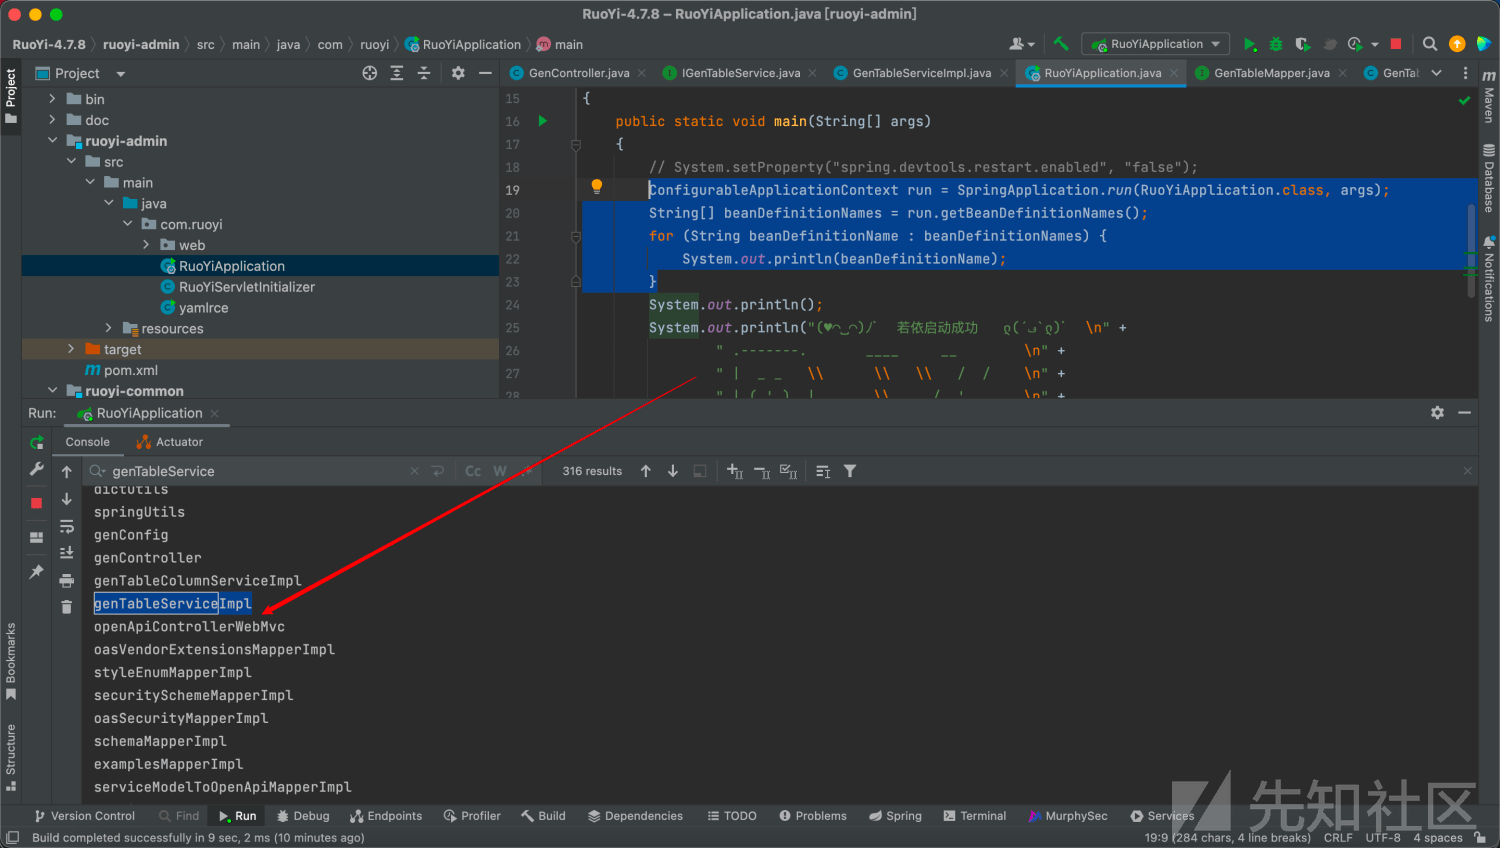 RuoYi-4.7.8 – RuoYiApplication.java [ruoyi-admin]
RuoYi-4.7.8 ruoyi-admin src main java com ruoyi RuoYiApplication main
RuoYiApplication
Project
GenController.java IGenTableService.java GenTableServiceImpl.java RuoYiApplication.java GenTableMapper.java GenTal
bin
doc
ruoyi-admin
src
main
java
com.ruoyi
web
RuoYiApplication
RuoYiServletInitializer
yamlrce
resources
target
pom.xml
ruoyi-common
15 {
16 public static void main(String[] args)
17 {
18 // System.setProperty("spring.devtools.restart.enabled", "false");
19 ConfigurableApplicationContext run = SpringApplication.run(RuoYiApplication.class, args);
20 String[] beanDefinitionNames = run.getBeanDefinitionNames();
21 for (String beanDefinitionName : beanDefinitionNames) {
22 System.out.println(beanDefinitionName);
23 }
24 System.out.println();
25 System.out.println("(♥◠‿◠)ﾉﾞ  若依启动成功   ლ(´ڡ`ლ)ﾞ  \n" +
26 " .-------.       ____     __        \n" +
27 " |  _ _   \\      \\   \\   /  /    \n" +
28 " | ( ' )  |       \\  _. /  '       \n" +
Project
Bookmarks
Structure
Maven
Database
Notifications
Run: RuoYiApplication
Console Actuator
genTableService Cc W .* 316 results
dictUtils
springUtils
genConfig
genController
genTableColumnServiceImpl
genTableServiceImpl
openApiControllerWebMvc
oasVendorExtensionsMapperImpl
styleEnumMapperImpl
securitySchemeMapperImpl
oasSecurityMapperImpl
schemaMapperImpl
examplesMapperImpl
serviceModelToOpenApiMapperImpl
Version Control Find Run Debug Endpoints Profiler Build Dependencies TODO Problems Spring Terminal MurphySec Services
Build completed successfully in 9 sec, 2 ms (10 minutes ago)
19:9 (284 chars, 4 line breaks) CRLF UTF-8 4 spaces
先知社区